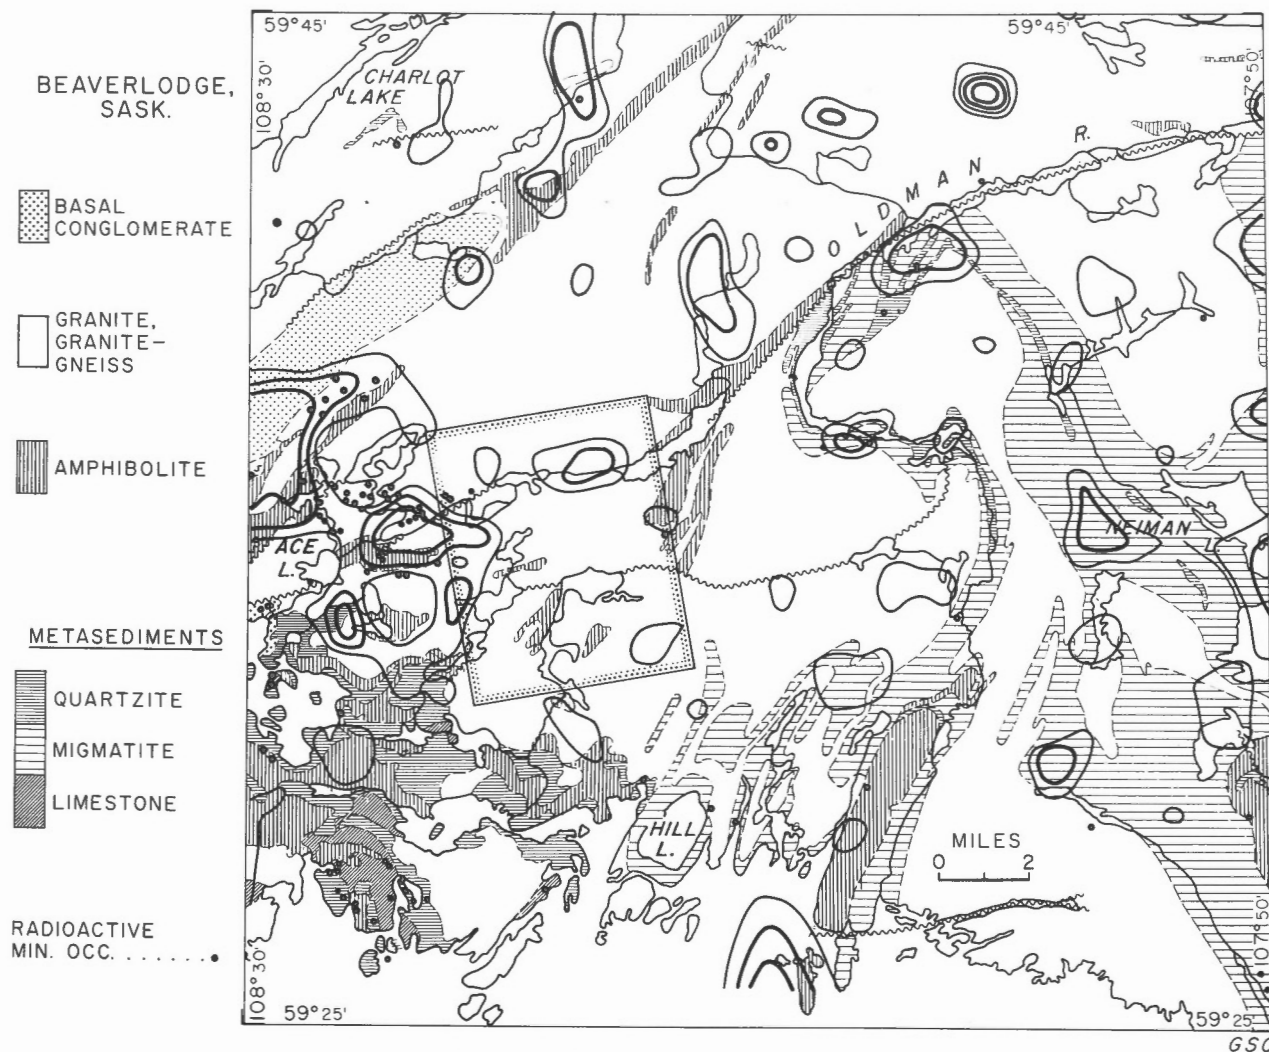 BEAVERLODGE,
SASK.
BASAL
CONGLOMERATE
GRANITE,
GRANITE-
GNEISS
AMPHIBOLITE
METASEDIMENTS
QUARTZITE
MIGMATITE
LIMESTONE
RADIOACTIVE
MIN. OCC. . . . . . .
59°45'
59°45'
108°30'
107°50'
CHARLOT
LAKE
OLDMAN R.
ACE
L.
NEIMAN
L.
HILL
L.
MILES
0 2
108°30'
107°50'
59°25'
59°25'
GSC